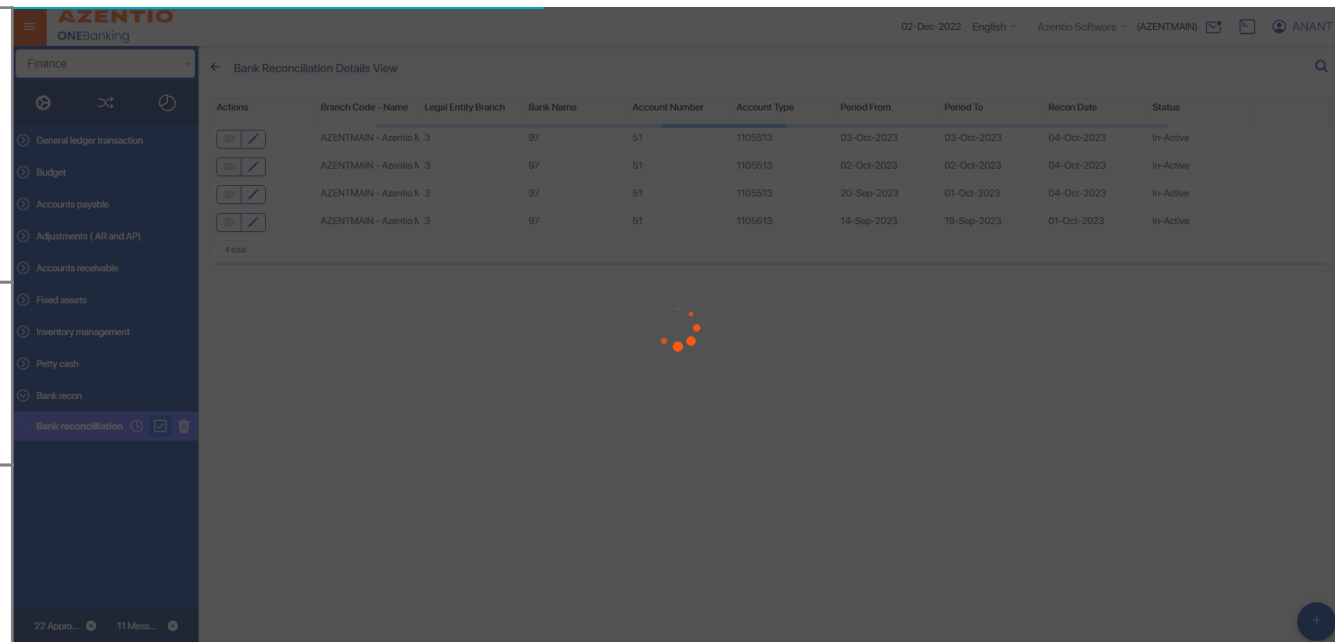 AZENTIO
ONEBanking
02-Dec-2022 English Azentio Software (AZENTMAIN) ANANT
Finance
Bank Reconciliation Details View
Actions Branch Code - Name Legal Entity Branch Bank Name Account Number Account Type Period From Period To Recon Date Status
AZENTMAIN - Azentio M 3 97 51 1105513 03-Oct-2023 03-Oct-2023 04-Oct-2023 In-Active
AZENTMAIN - Azentio M 3 97 51 1105513 02-Oct-2023 02-Oct-2023 04-Oct-2023 In-Active
AZENTMAIN - Azentio M 3 97 51 1105513 20-Sep-2023 01-Oct-2023 04-Oct-2023 In-Active
AZENTMAIN - Azentio M 3 97 51 1105513 14-Sep-2023 19-Sep-2023 01-Oct-2023 In-Active
4 total
General ledger transaction
Budget
Accounts payable
Adjustments ( AR and AP)
Accounts receivable
Fixed assets
Inventory management
Petty cash
Bank recon
Bank reconcilliation
22 Appro... 11 Mess...